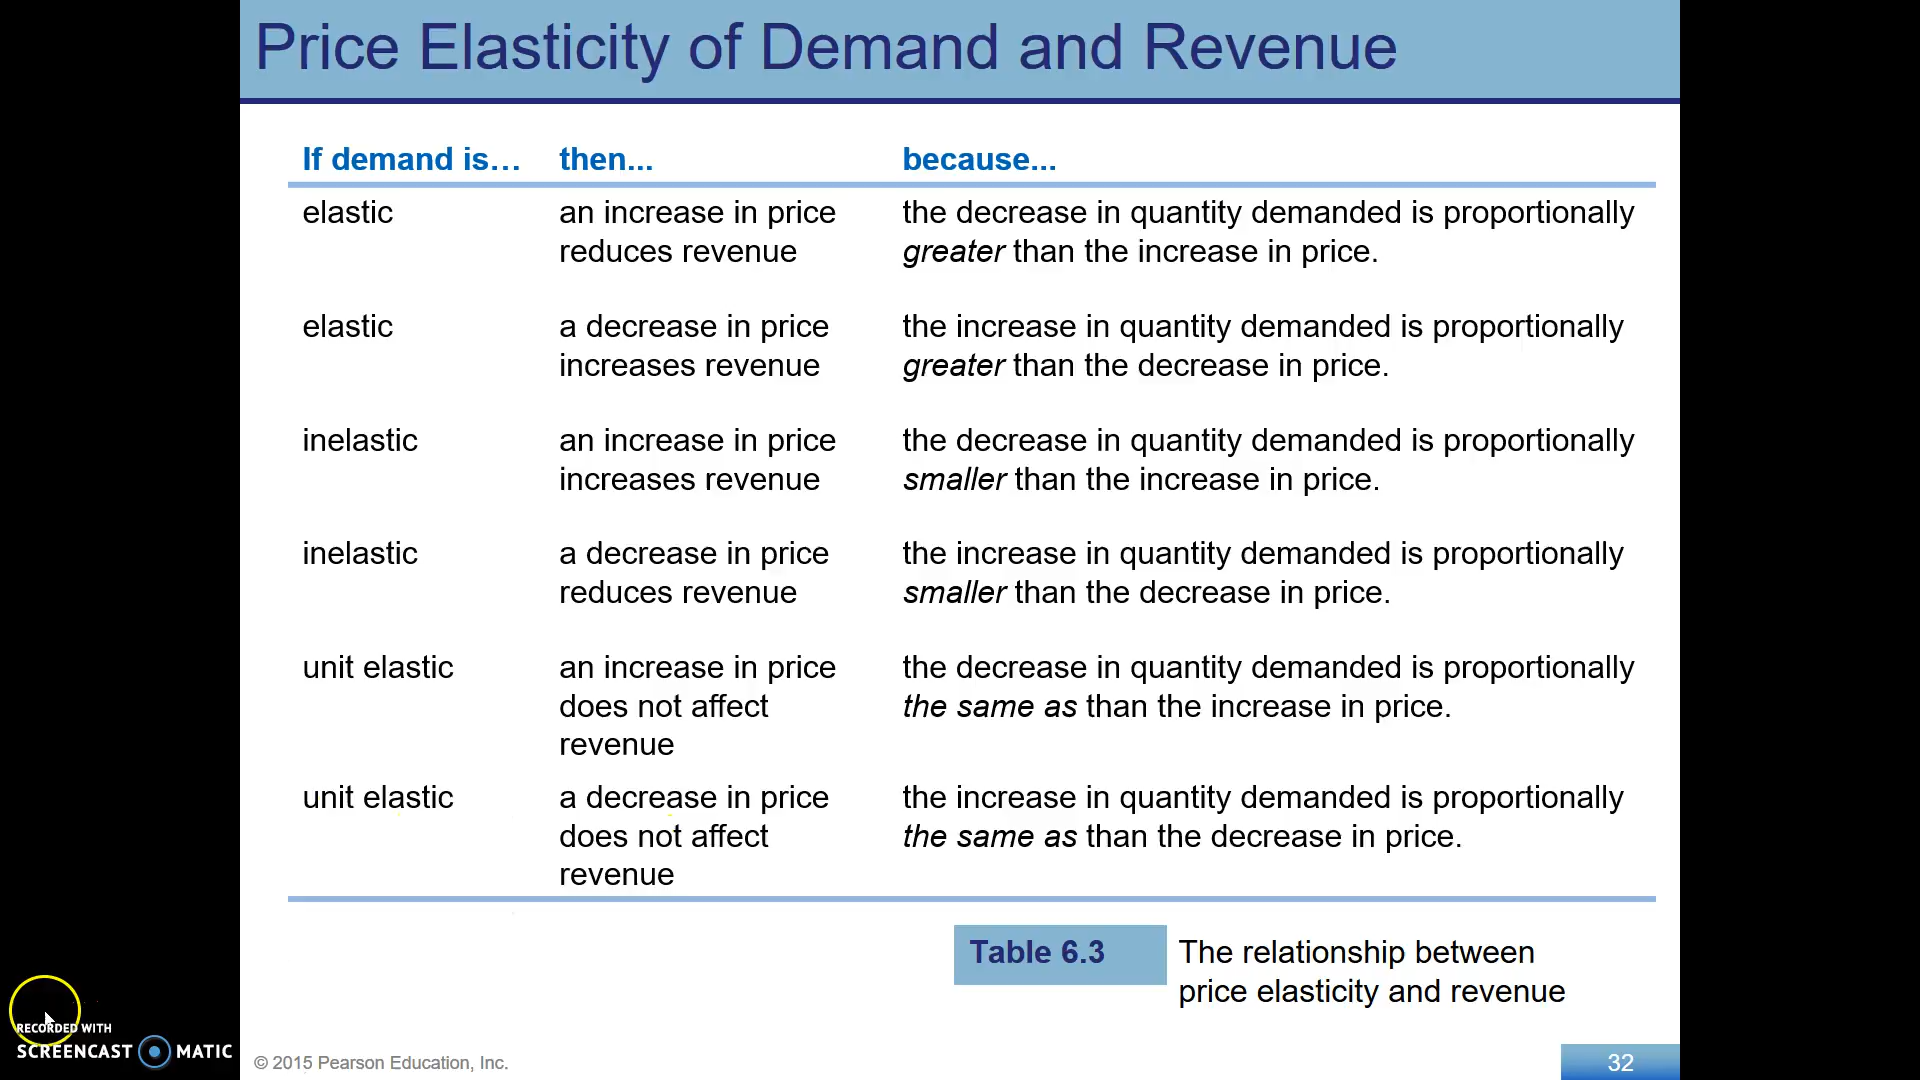 Price Elasticity of Demand and Revenue
If demand is… then... because...
elastic an increase in price the decrease in quantity demanded is proportionally
reduces revenue greater than the increase in price.
elastic a decrease in price the increase in quantity demanded is proportionally
increases revenue greater than the decrease in price.
inelastic an increase in price the decrease in quantity demanded is proportionally
increases revenue smaller than the increase in price.
inelastic a decrease in price the increase in quantity demanded is proportionally
reduces revenue smaller than the decrease in price.
unit elastic an increase in price the decrease in quantity demanded is proportionally
does not affect the same as than the increase in price.
revenue
unit elastic a decrease in price the increase in quantity demanded is proportionally
does not affect the same as than the decrease in price.
revenue
Table 6.3 The relationship between
price elasticity and revenue
RECORDED WITH
SCREENCAST MATIC
© 2015 Pearson Education, Inc. 32